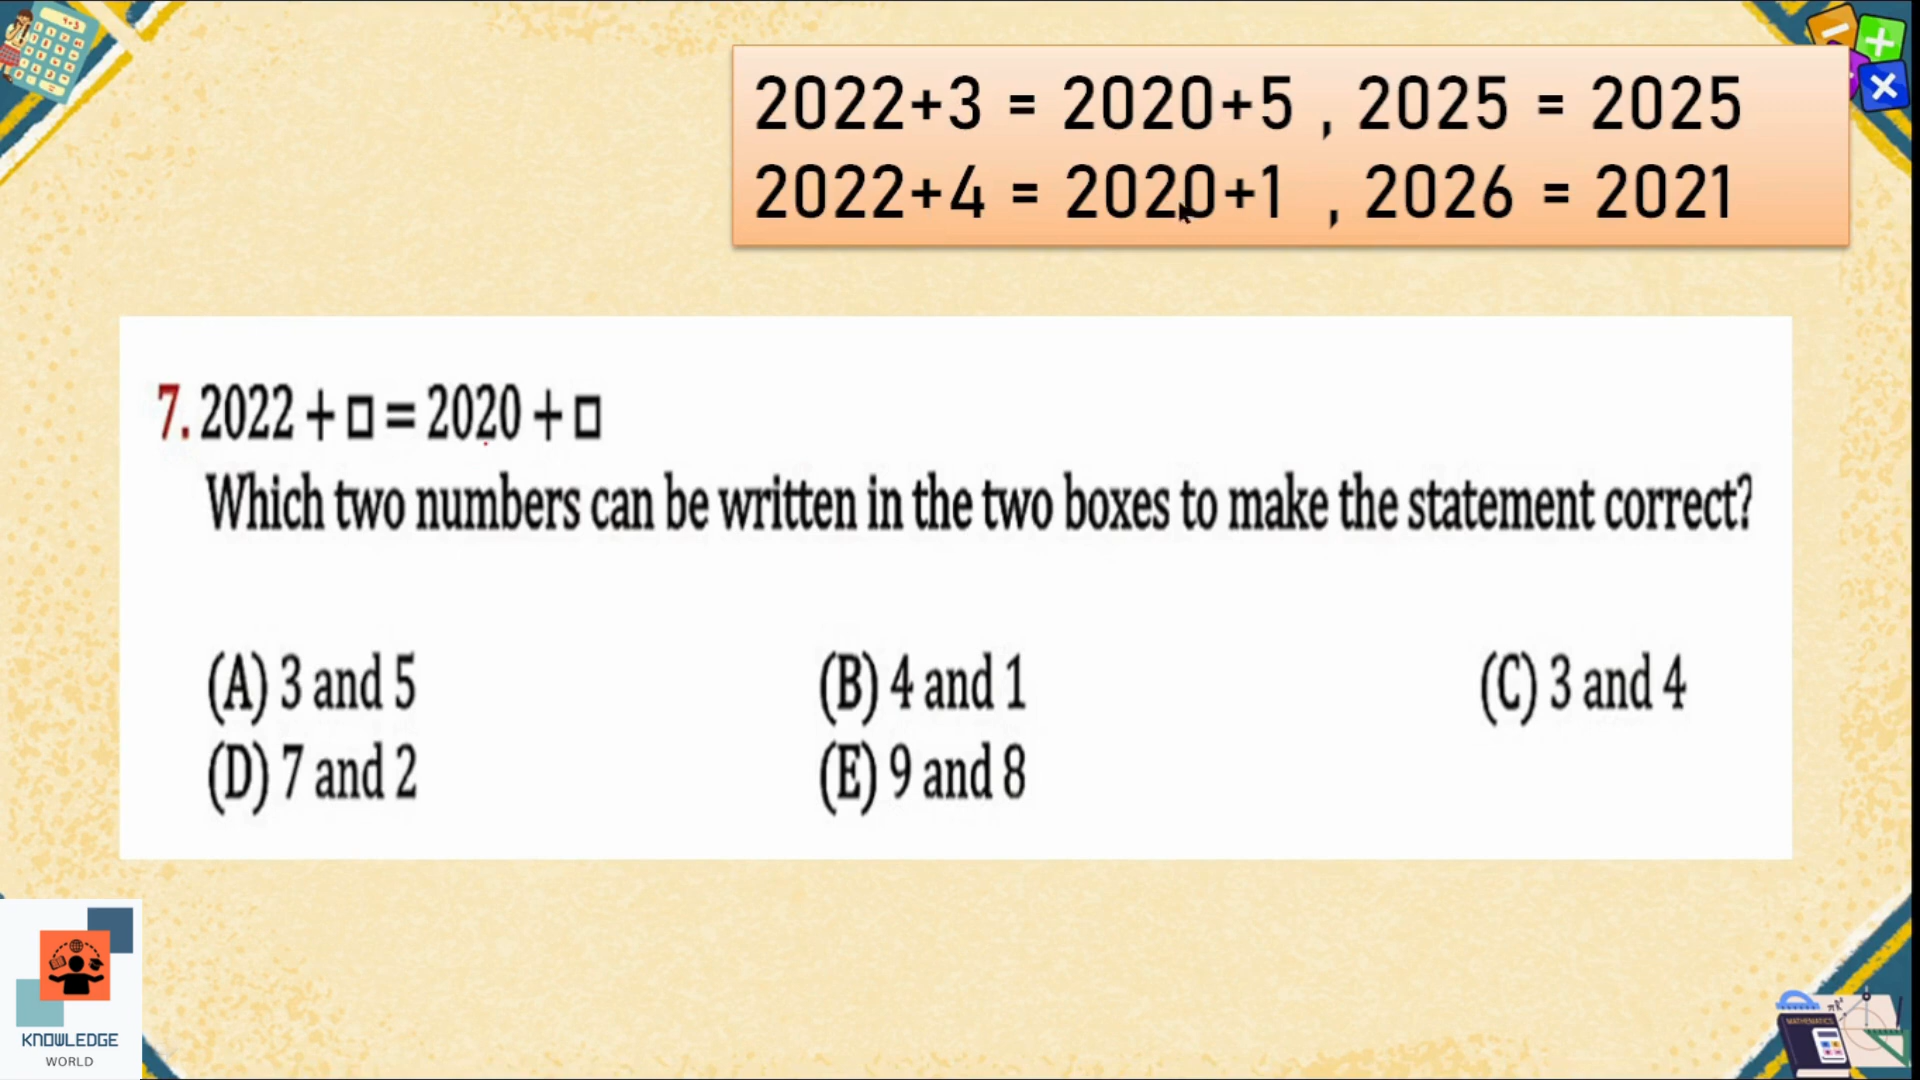 2022+3 = 2020+5 , 2025 = 2025
2022+4 = 2020+1 , 2026 = 2021
7. 2022 + □ = 2020 + □
Which two numbers can be written in the two boxes to make the statement correct?
(A) 3 and 5 (B) 4 and 1 (C) 3 and 4
(D) 7 and 2 (E) 9 and 8
KNOWLEDGE
WORLD
MATHEMATICS